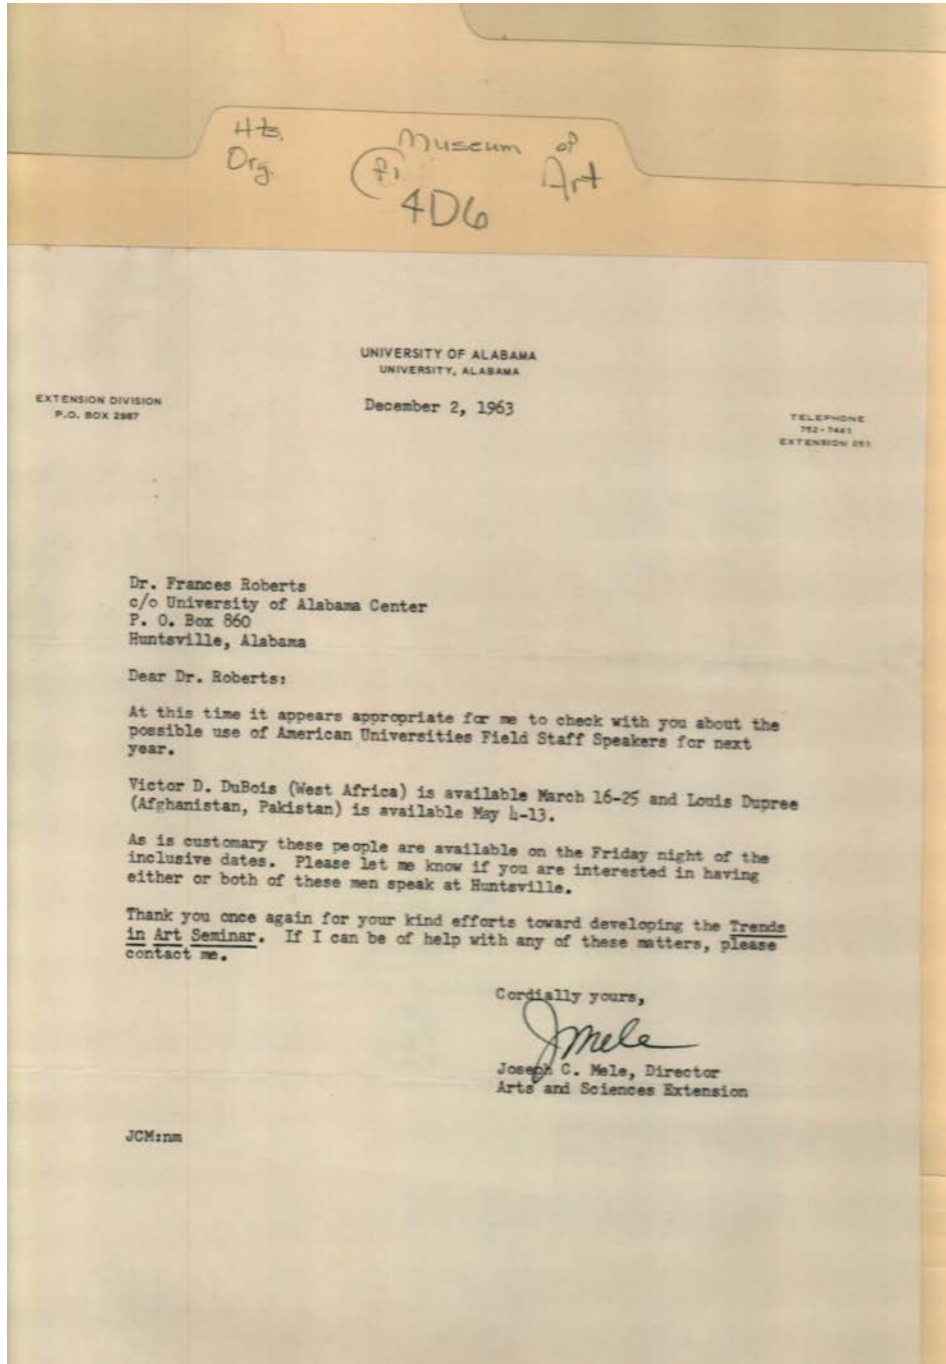 Hts. Museum of
Org. Art
4D6
UNIVERSITY OF ALABAMA
UNIVERSITY, ALABAMA
EXTENSION DIVISION
P.O. BOX 2987
December 2, 1963
TELEPHONE
752-7441
EXTENSION 251
Dr. Frances Roberts
c/o University of Alabama Center
P. O. Box 860
Huntsville, Alabama
Dear Dr. Roberts:
At this time it appears appropriate for me to check with you about the
possible use of American Universities Field Staff Speakers for next
year.
Victor D. DuBois (West Africa) is available March 16-25 and Louis Dupree
(Afghanistan, Pakistan) is available May 4-13.
As is customary these people are available on the Friday night of the
inclusive dates. Please let me know if you are interested in having
either or both of these men speak at Huntsville.
Thank you once again for your kind efforts toward developing the Trends
in Art Seminar. If I can be of help with any of these matters, please
contact me.
Cordially yours,
J Mele
Joseph C. Mele, Director
Arts and Sciences Extension
JCM:nm